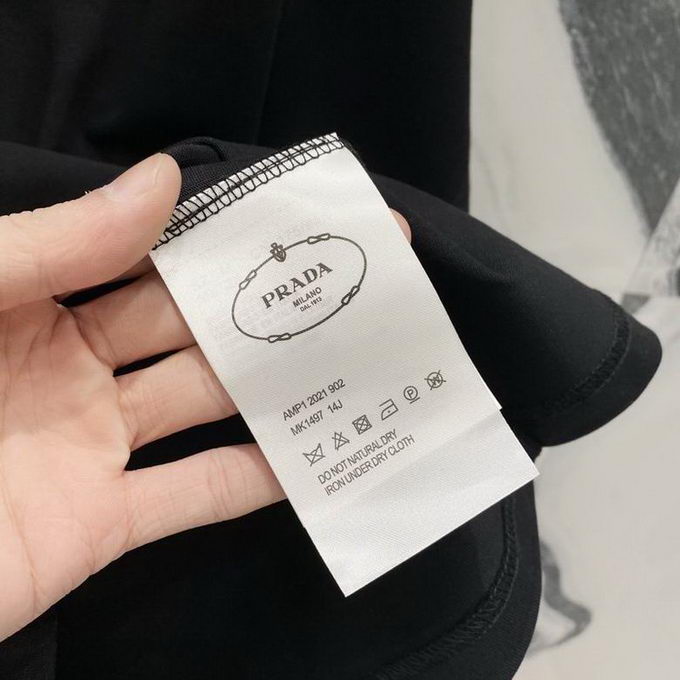 PRADA
MILANO
DAL 1913
AMP1 2021 902
MK1497 14J
DO NOT NATURAL DRY
IRON UNDER DRY CLOTH